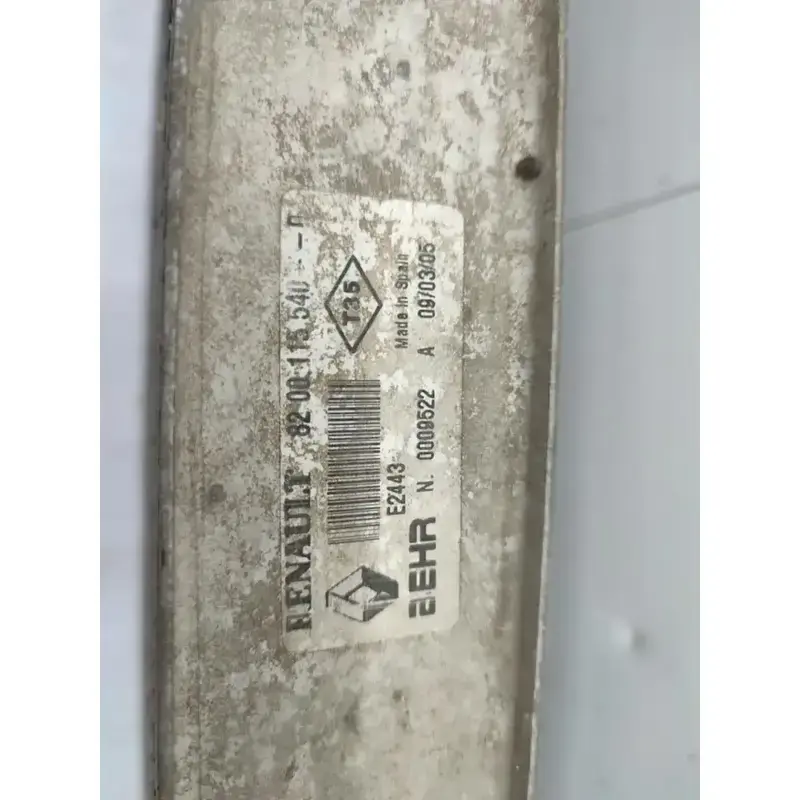 RENAULT 82 00 115 540
T35
E2443
Made in Spain
BEHR N. 0009522 A 09/03/05